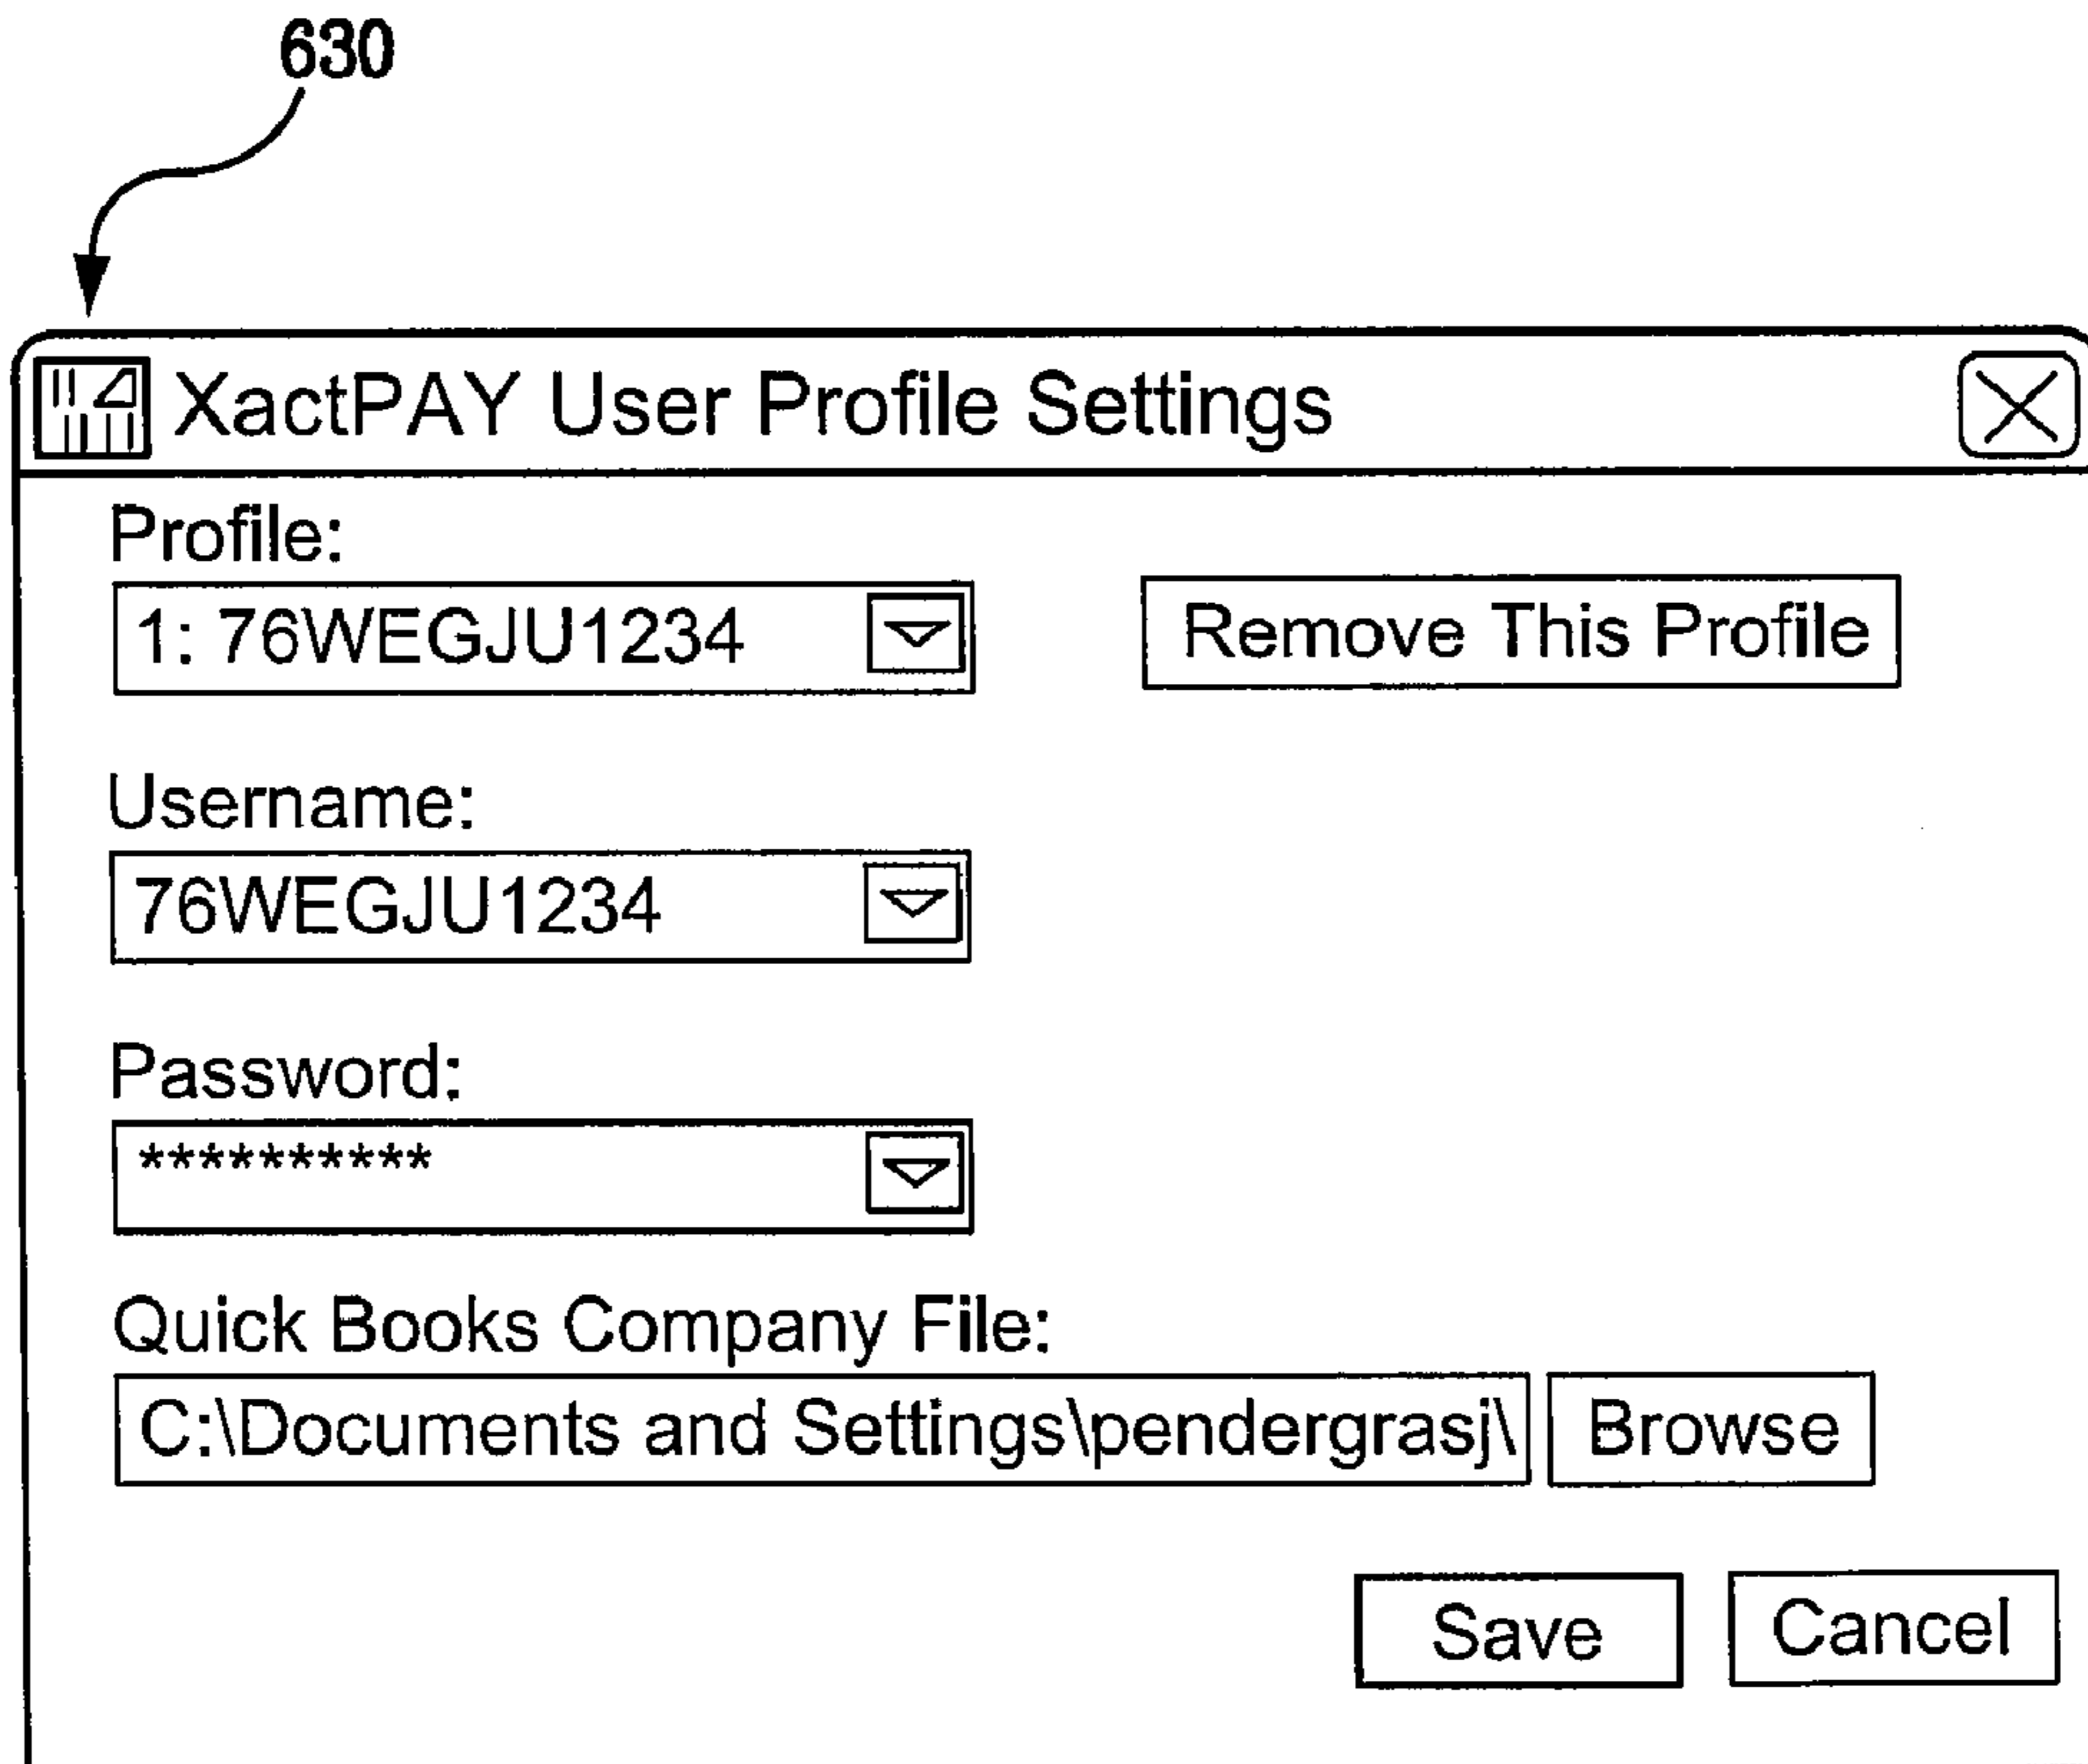 630
XactPAY User Profile Settings
Profile:
1: 76WEGJU1234
Remove This Profile
Username:
76WEGJU1234
Password:
**********
Quick Books Company File:
C:\Documents and Settings\pendergrasj\
Browse
Save
Cancel